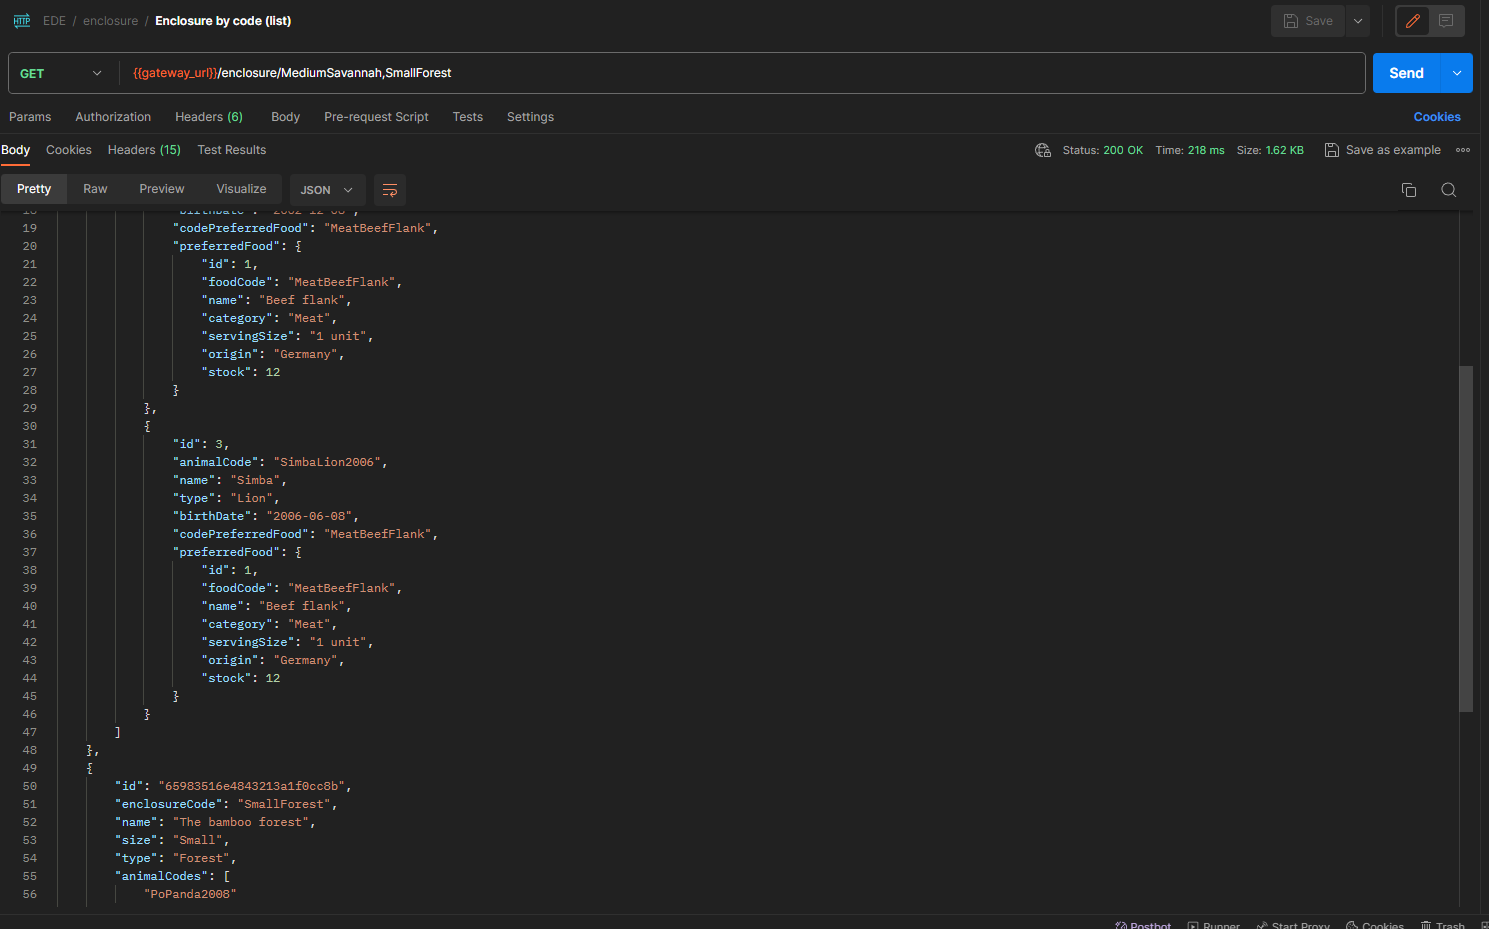 HTTP EDE / enclosure / Enclosure by code (list) Save
GET {{gateway_url}}/enclosure/MediumSavannah,SmallForest Send
Params Authorization Headers (6) Body Pre-request Script Tests Settings Cookies
Body Cookies Headers (15) Test Results Status: 200 OK Time: 218 ms Size: 1.62 KB Save as example
Pretty Raw Preview Visualize JSON
18 "birthDate": "2002-12-08",
19 "codePreferredFood": "MeatBeefFlank",
20 "preferredFood": {
21 "id": 1,
22 "foodCode": "MeatBeefFlank",
23 "name": "Beef flank",
24 "category": "Meat",
25 "servingSize": "1 unit",
26 "origin": "Germany",
27 "stock": 12
28 }
29 },
30 {
31 "id": 3,
32 "animalCode": "SimbaLion2006",
33 "name": "Simba",
34 "type": "Lion",
35 "birthDate": "2006-06-08",
36 "codePreferredFood": "MeatBeefFlank",
37 "preferredFood": {
38 "id": 1,
39 "foodCode": "MeatBeefFlank",
40 "name": "Beef flank",
41 "category": "Meat",
42 "servingSize": "1 unit",
43 "origin": "Germany",
44 "stock": 12
45 }
46 }
47 ]
48 },
49 {
50 "id": "65983516e4843213a1f0cc8b",
51 "enclosureCode": "SmallForest",
52 "name": "The bamboo forest",
53 "size": "Small",
54 "type": "Forest",
55 "animalCodes": [
56 "PoPanda2008"
Postbot Runner Start Proxy Cookies Trash